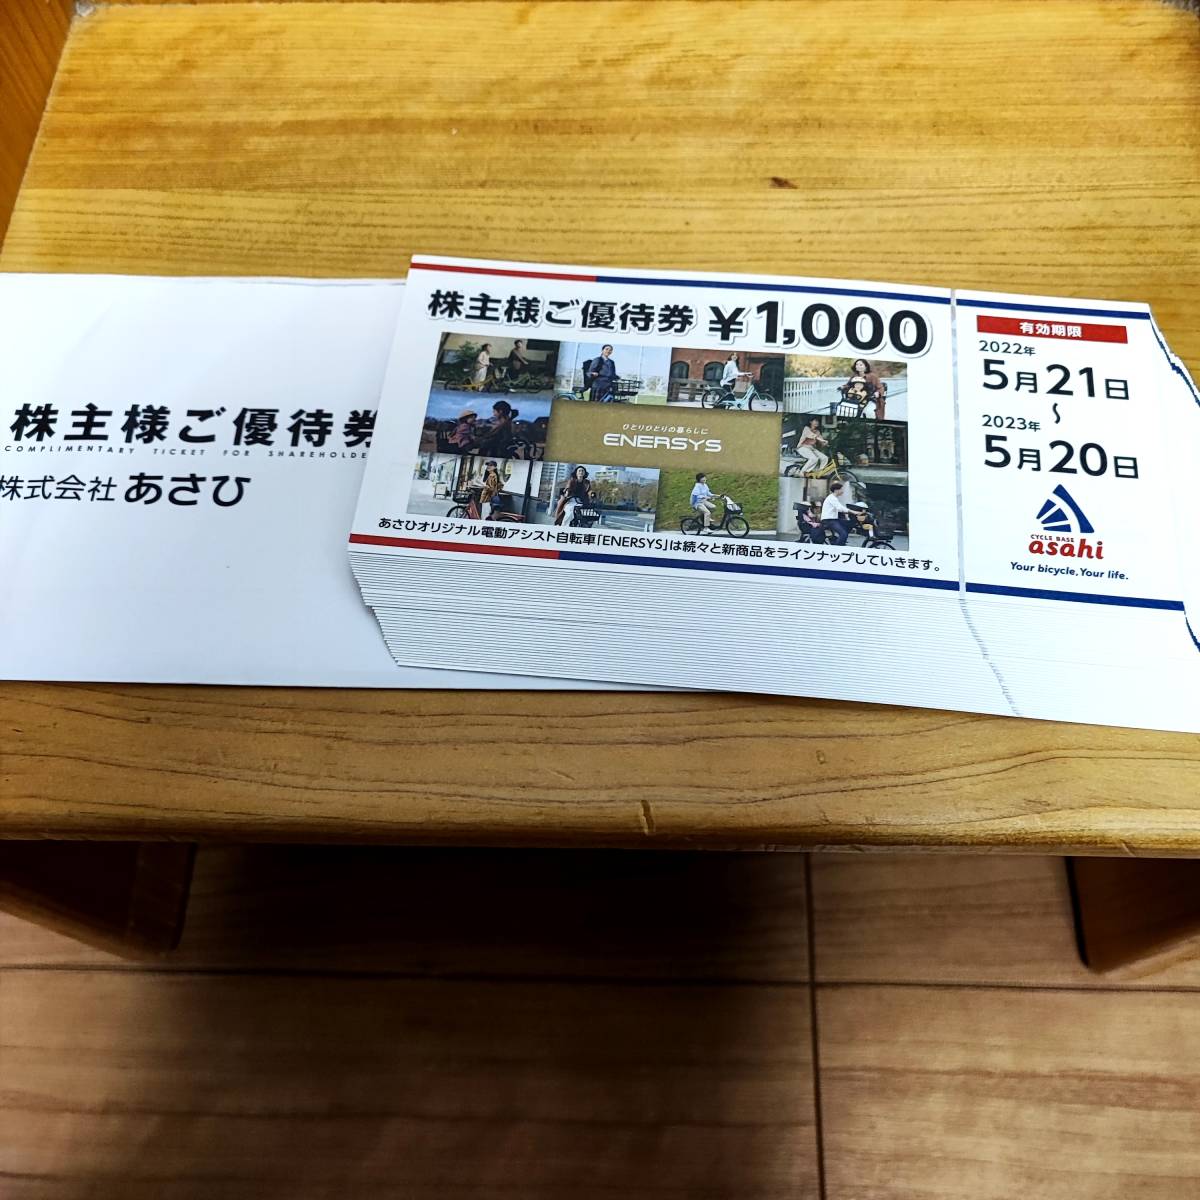 株主様ご優待券
COMPLIMENTARY TICKET FOR SHAREHOLDE
株式会社 あさひ
株主様ご優待券 ¥1,000
ひとりひとりの暮らしに
ENERSYS
あさひオリジナル電動アシスト自転車「ENERSYS」は続々と新商品をラインナップしていきます。
有効期限
2022年
5月21日
~
2023年
5月20日
CYCLE BASE
asahi
Your bicycle, Your life.